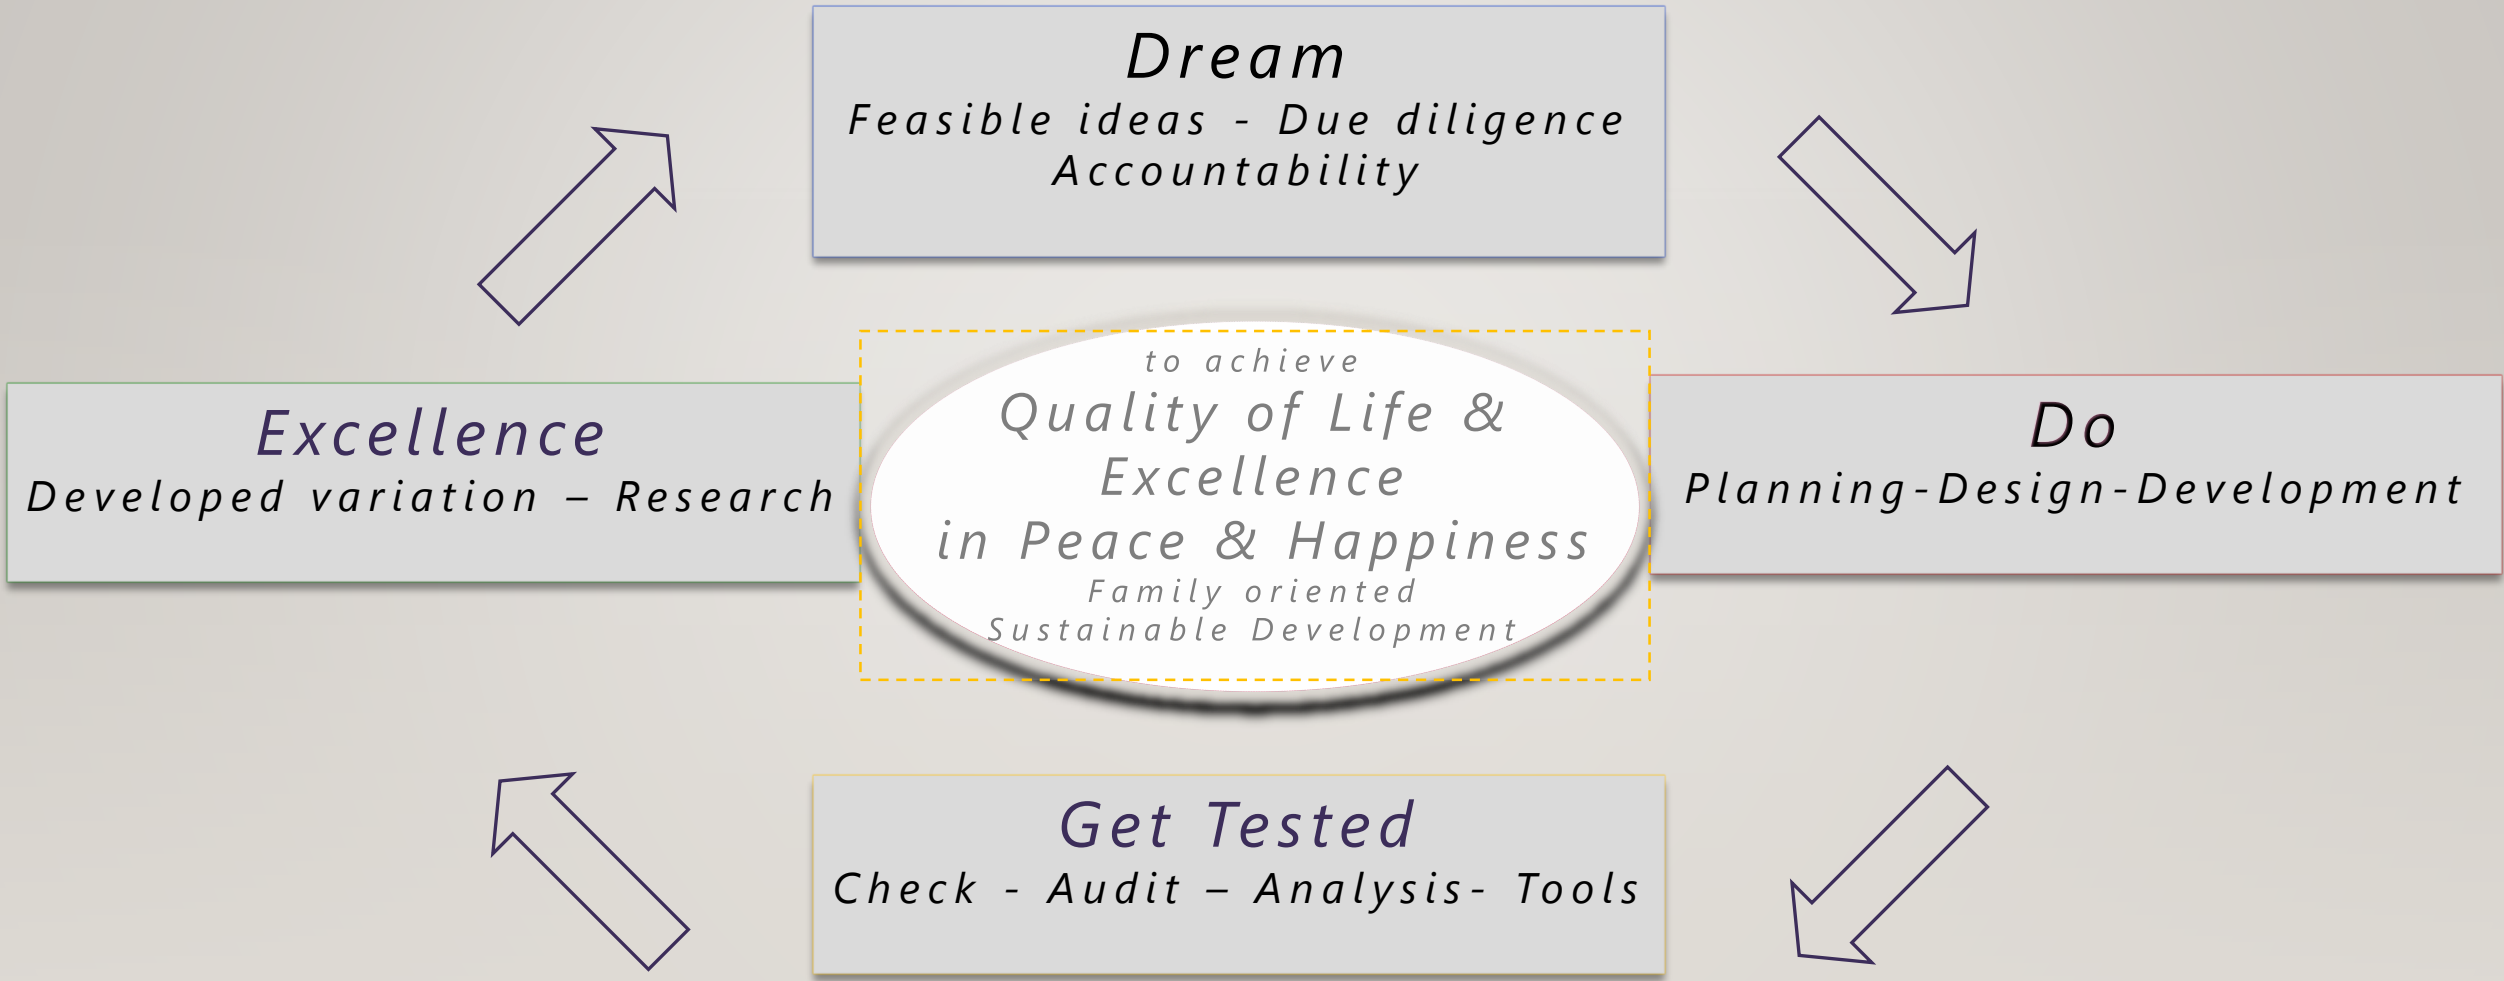 Dream
Feasible ideas - Due diligence
Accountability
to achieve
Quality of Life &
Excellence
in Peace & Happiness
Family oriented
Sustainable Development
Excellence
Developed variation – Research
Do
Planning-Design-Development
Get Tested
Check - Audit – Analysis- Tools